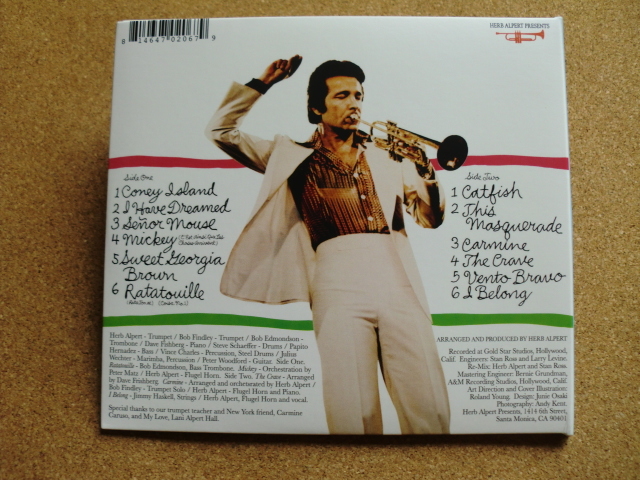 HERB ALPERT PRESENTS
8 14647 02067 9
Side One
1 Coney Island
2 I Have Dreamed
3 Señor Mouse
4 Mickey
5 Sweet Georgia
Brown
6 Ratatouille
Side Two
1 Catfish
2 This
Masquerade
3 Carmine
4 The Crave
5 Vento Bravo
6 I Belong
Herb Alpert - Trumpet / Bob Findley - Trumpet / Bob Edmondson -
Trombone / Dave Frishberg - Piano / Steve Schaeffer - Drums / Papito
Hernadez - Bass / Vince Charles - Percussion, Steel Drums / Julius
Wechter - Marimba, Percussion / Peter Woodford - Guitar. Side One.
Ratatouille - Bob Edmondson, Bass Trombone. Mickey - Orchestration by
Peter Matz / Herb Alpert - Flugel Horn. Side Two. The Crave - Arranged
by Dave Frishberg. Carmine - Arranged and orchesterated by Herb Alpert /
Bob Findley - Trumpet Solo / Herb Alpert - Flugel Horn and Piano.
I Belong - Jimmy Haskell, Strings / Herb Alpert, Flugel Horn and vocal.
Special thanks to our trumpet teacher and New York friend, Carmine
Caruso, and My Love, Lani Alpert Hall.
ARRANGED AND PRODUCED BY HERB ALPERT
Recorded at Gold Star Studios, Hollywood,
Calif. Engineers: Stan Ross and Larry Levine.
Re-Mix: Herb Alpert and Stan Ross.
Mastering Engineer: Bernie Grundman,
A&M Recording Studios, Hollywood, Calif.
Art Direction and Cover Illustration:
Roland Young. Design: Junie Osaki
Photography: Andy Kent.
Herb Alpert Presents, 1414 6th Street,
Santa Monica, CA 90401